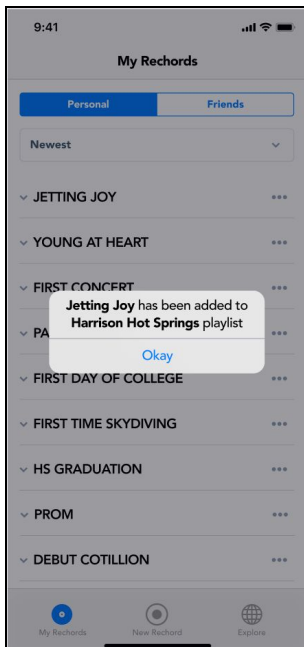 9:41
My Rechords
Personal Friends
Newest
JETTING JOY
YOUNG AT HEART
FIRST CONCERT
Jetting Joy has been added to
Harrison Hot Springs playlist
PA
Okay
FIRST DAY OF COLLEGE
FIRST TIME SKYDIVING
HS GRADUATION
PROM
DEBUT COTILLION
My Rechords New Rechord Explore